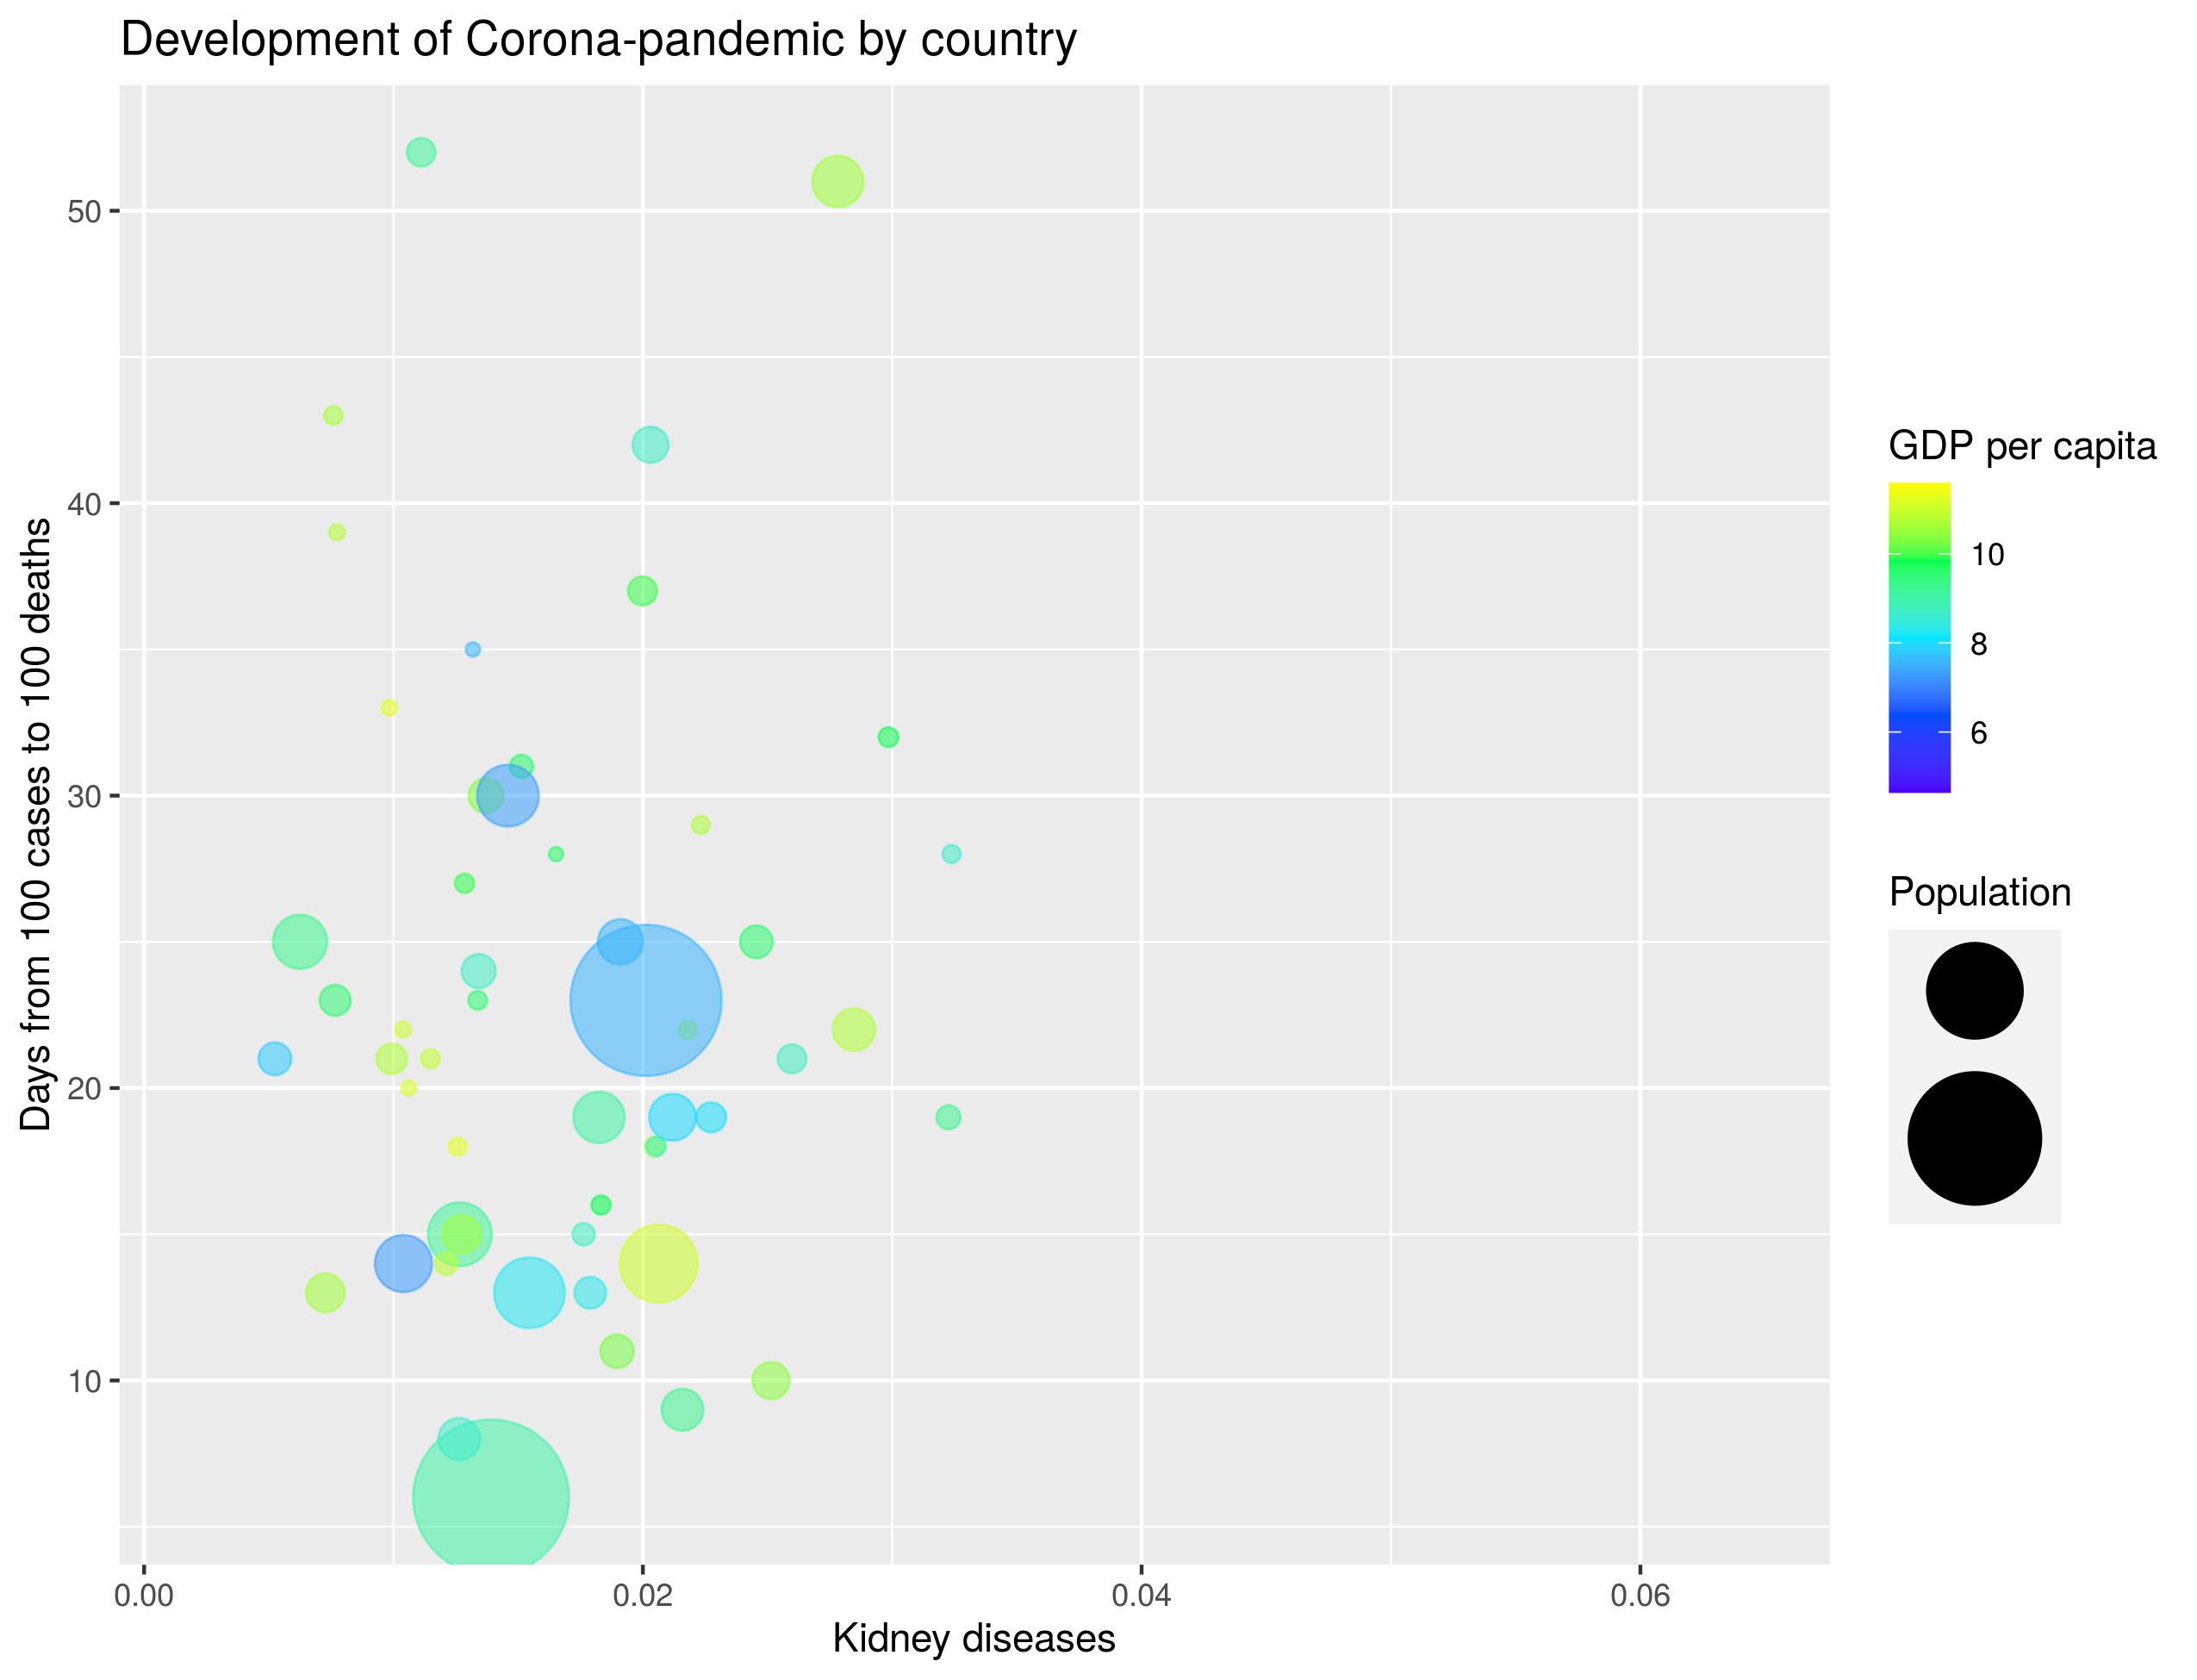 Development of Corona-pandemic by country
Days from 100 cases to 100 deaths
50
40
30
20
10
0.00
0.02
0.04
0.06
Kidney diseases
GDP per capita
10
8
6
Population